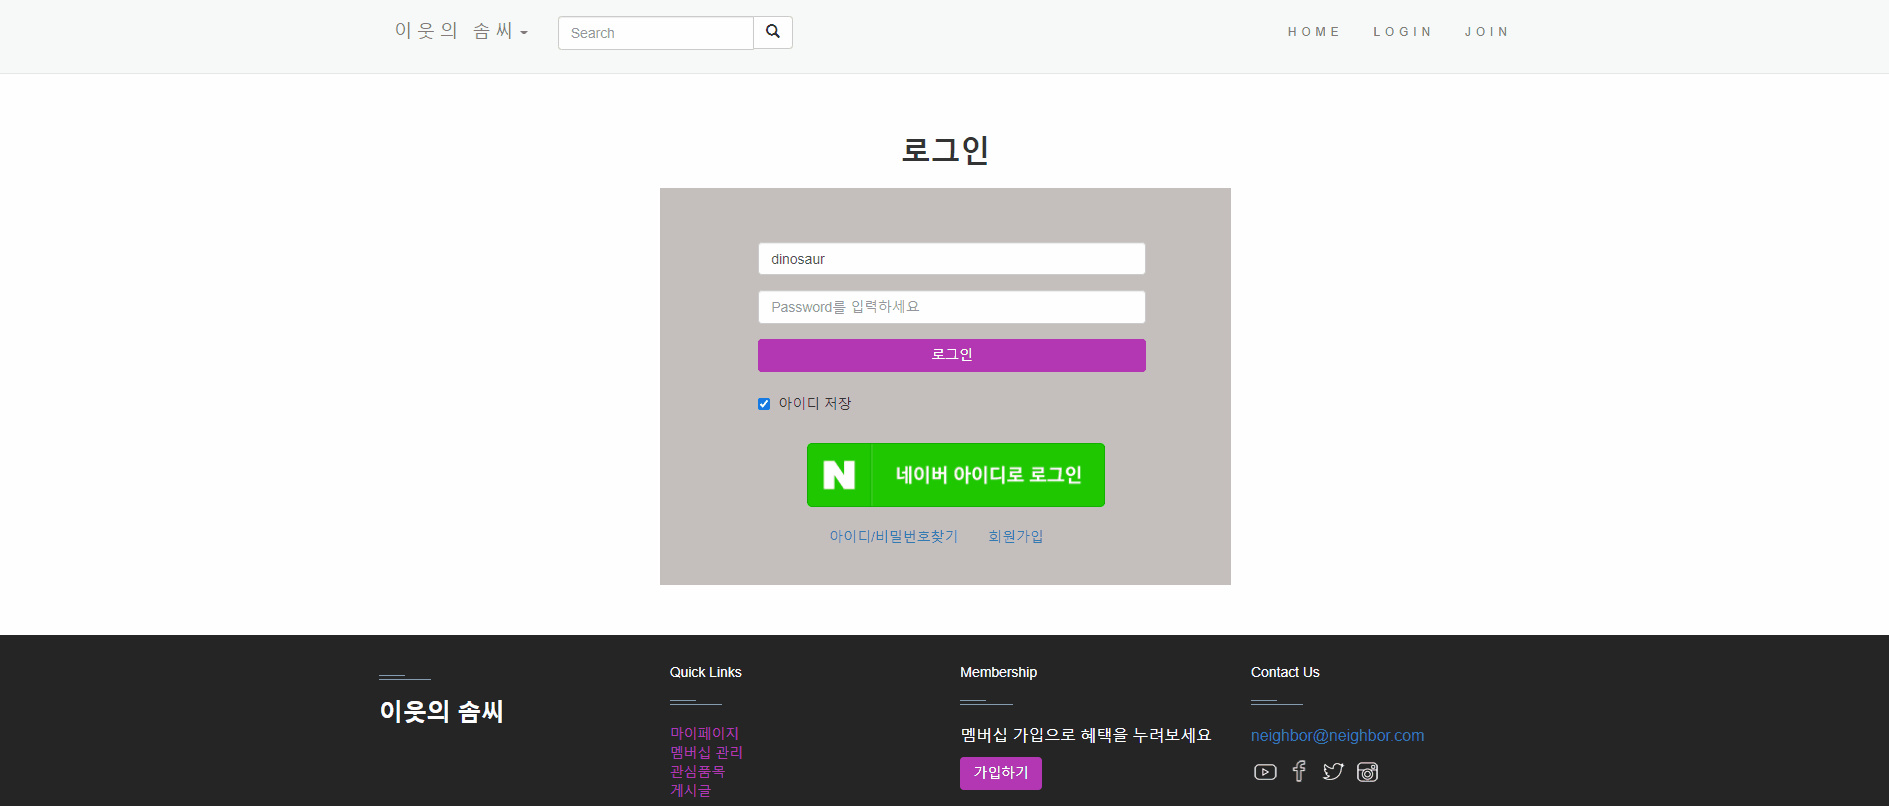 이웃의 솜씨
Search
HOME LOGIN JOIN
로그인
dinosaur
Password를 입력하세요
로그인
아이디 저장
N 네이버 아이디로 로그인
아이디/비밀번호찾기 회원가입
이웃의 솜씨
Quick Links
마이페이지
멤버십 관리
관심품목
게시글
Membership
멤버십 가입으로 혜택을 누려보세요
가입하기
Contact Us
neighbor@neighbor.com